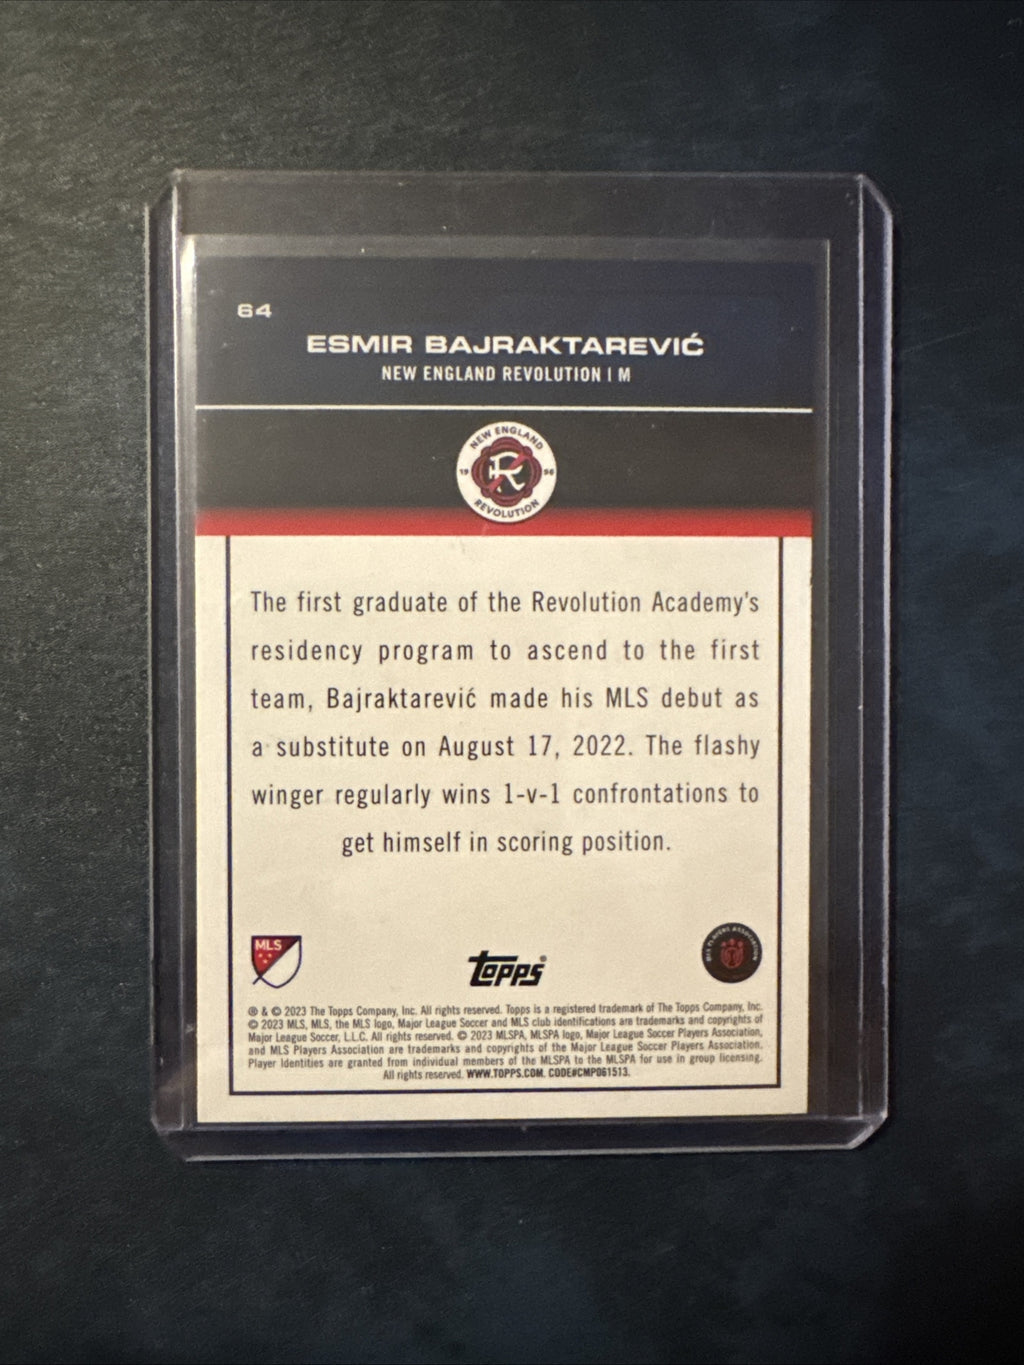 64
ESMIR BAJRAKTAREVIĆ
NEW ENGLAND REVOLUTION | M
NEW ENGLAND
19 R 96
REVOLUTION
The first graduate of the Revolution Academy's
residency program to ascend to the first
team, Bajraktarević made his MLS debut as
a substitute on August 17, 2022. The flashy
winger regularly wins 1-v-1 confrontations to
get himself in scoring position.
MLS
Topps®
MLS PLAYERS ASSOCIATION
® & © 2023 The Topps Company, Inc. All rights reserved. Topps is a registered trademark of The Topps Company, Inc.
© 2023 MLS, MLS, the MLS logo, Major League Soccer and MLS club identifications are trademarks and copyrights of
Major League Soccer, L.L.C. All rights reserved. © 2023 MLSPA, MLSPA logo, Major League Soccer Players Association,
and MLS Players Association are trademarks and copyrights of the Major League Soccer Players Association.
Player Identities are granted from individual members of the MLSPA to the MLSPA for use in group licensing.
All rights reserved. WWW.TOPPS.COM. CODE#CMP061513.